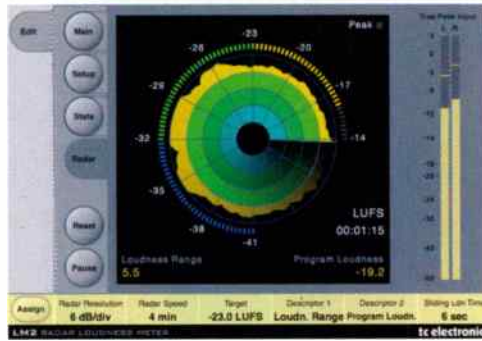 Edit
Main
Setup
Stats
Radar
Reset
Pause
Peak
-23
-26
-20
-29
-17
-32
-14
-35
-38
-41
LUFS
00:01:15
Loudness Range
5.5
Program Loudness
-19.2
True Peak Input
L R
Assign
Radar Resolution
6 dB/div
Radar Speed
4 min
Target
-23.0 LUFS
Descriptor 1
Loudn. Range
Descriptor 2
Program Loudn.
Sliding Ldn Time
6 sec
LM2 RADAR LOUDNESS METER
tc electronic